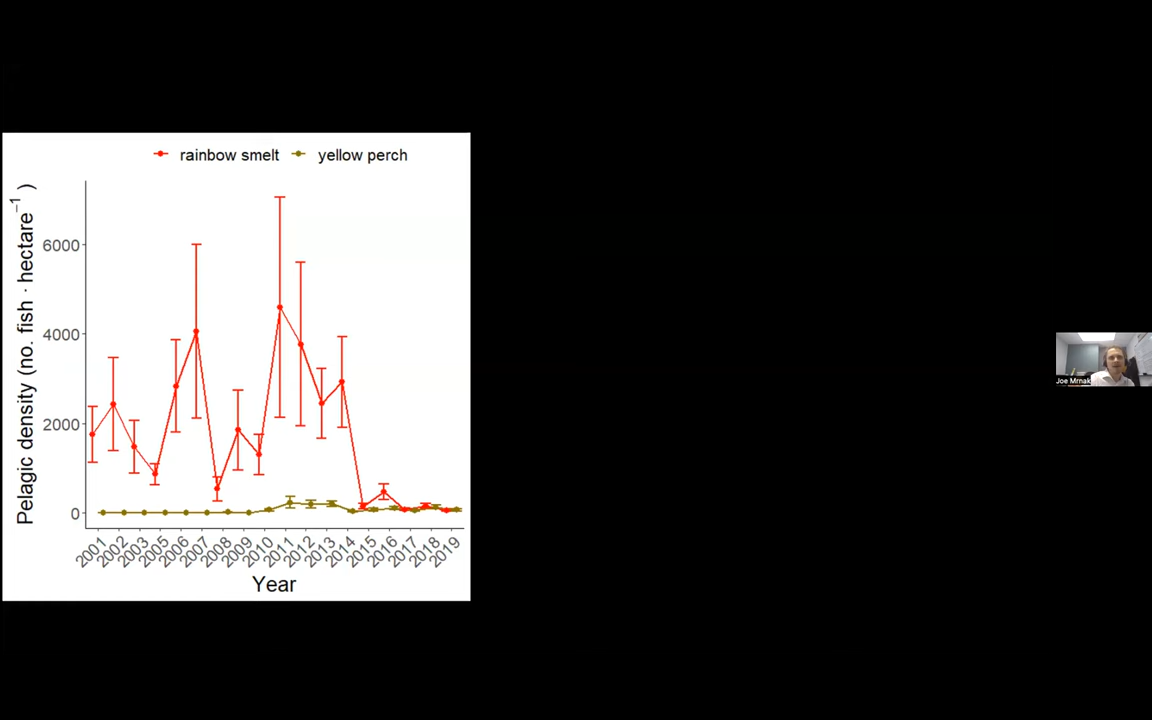 rainbow smelt yellow perch
Pelagic density (no. fish · hectare⁻¹ )
6000
4000
2000
0
2001 2002 2003 2005 2006 2007 2008 2009 2010 2011 2012 2013 2014 2015 2016 2017 2018 2019
Year
Joe Mrnak